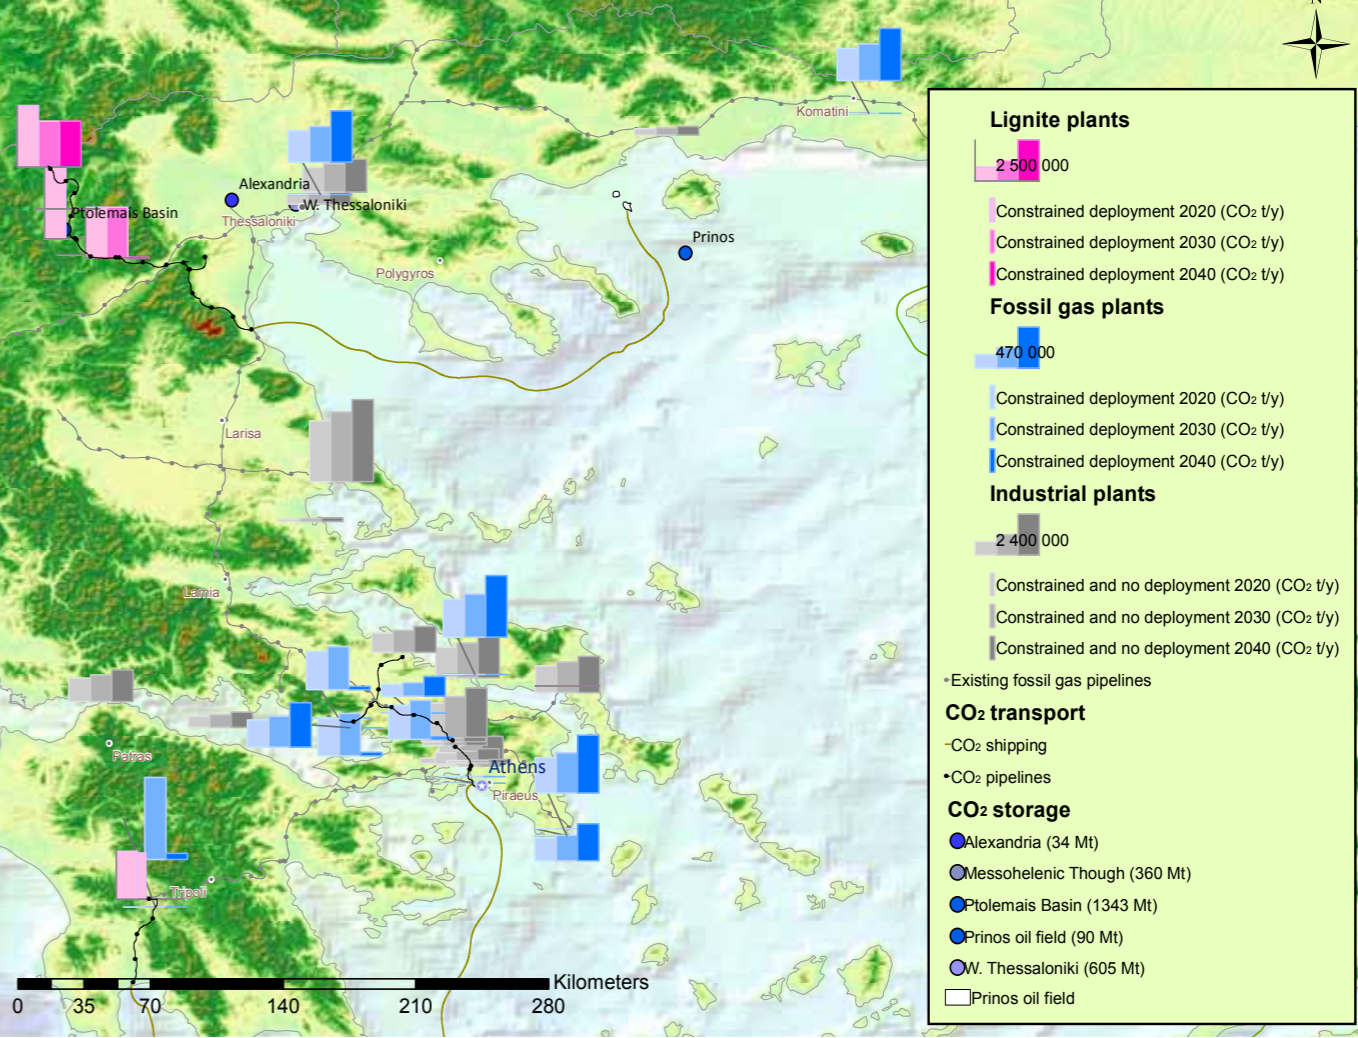 N
Komatini
Alexandria
Thessaloniki
W. Thessaloniki
Ptolemais Basin
Prinos
Polygyros
Larisa
Lamia
Patras
Athens
Piraeus
Tripoli
Kilometers
0 35 70 140 210 280
Lignite plants
2 500 000
Constrained deployment 2020 (CO2 t/y)
Constrained deployment 2030 (CO2 t/y)
Constrained deployment 2040 (CO2 t/y)
Fossil gas plants
470 000
Constrained deployment 2020 (CO2 t/y)
Constrained deployment 2030 (CO2 t/y)
Constrained deployment 2040 (CO2 t/y)
Industrial plants
2 400 000
Constrained and no deployment 2020 (CO2 t/y)
Constrained and no deployment 2030 (CO2 t/y)
Constrained and no deployment 2040 (CO2 t/y)
Existing fossil gas pipelines
CO2 transport
CO2 shipping
CO2 pipelines
CO2 storage
Alexandria (34 Mt)
Messohelenic Though (360 Mt)
Ptolemais Basin (1343 Mt)
Prinos oil field (90 Mt)
W. Thessaloniki (605 Mt)
Prinos oil field